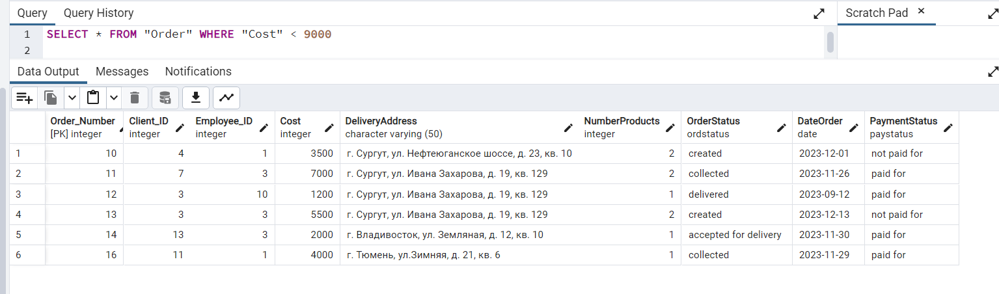 Query Query History Scratch Pad ×
1 SELECT * FROM "Order" WHERE "Cost" < 9000
2
Data Output Messages Notifications
Order_Number Client_ID Employee_ID Cost DeliveryAddress NumberProducts OrderStatus DateOrder PaymentStatus
[PK] integer integer integer integer character varying (50) integer ordstatus date paystatus
1 10 4 1 3500 г. Сургут, ул. Нефтеюганское шоссе, д. 23, кв. 10 2 created 2023-12-01 not paid for
2 11 7 3 7000 г. Сургут, ул. Ивана Захарова, д. 19, кв. 129 2 collected 2023-11-26 paid for
3 12 3 10 1200 г. Сургут, ул. Ивана Захарова, д. 19, кв. 129 1 delivered 2023-09-12 paid for
4 13 3 3 5500 г. Сургут, ул. Ивана Захарова, д. 19, кв. 129 2 created 2023-12-13 not paid for
5 14 13 3 2000 г. Владивосток, ул. Земляная, д. 12, кв. 10 1 accepted for delivery 2023-11-30 paid for
6 16 11 1 4000 г. Тюмень, ул.Зимняя, д. 21, кв. 6 1 collected 2023-11-29 paid for